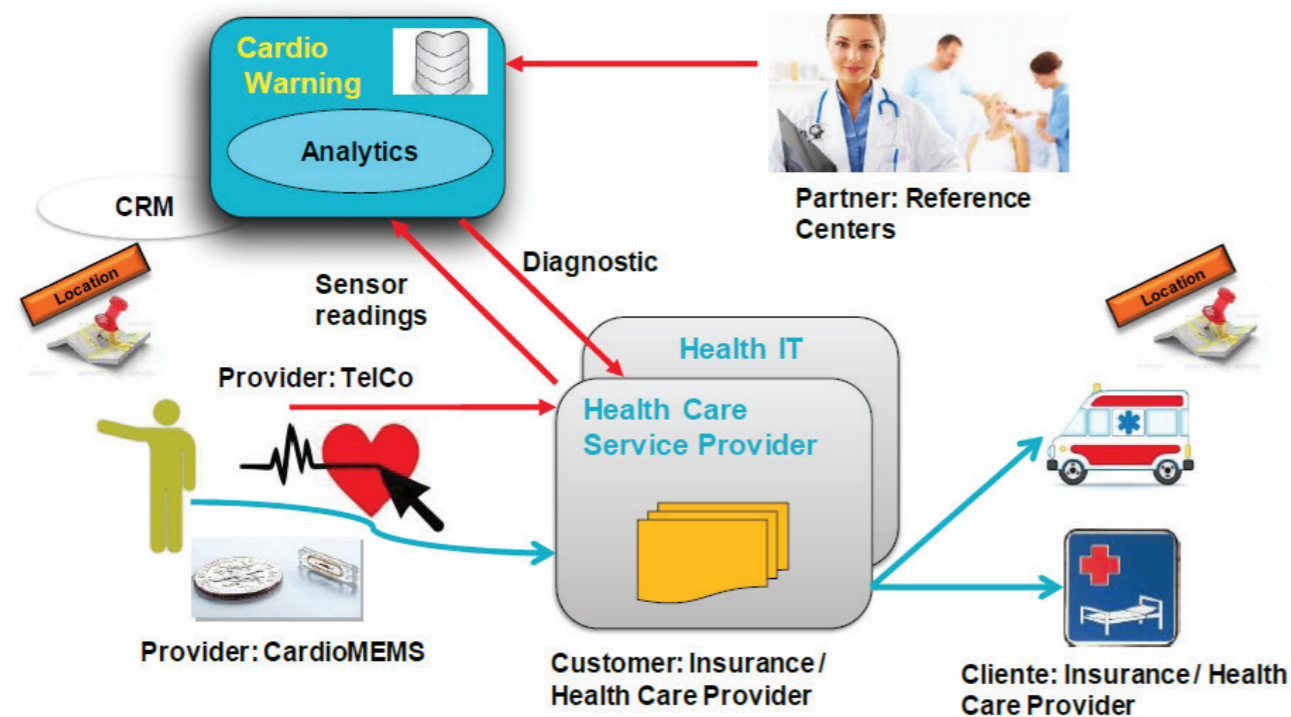 Cardio
Warning
Analytics
CRM
Partner: Reference
Centers
Location
Sensor
readings
Diagnostic
Location
Health IT
Provider: TelCo
Health Care
Service Provider
Provider: CardioMEMS
Customer: Insurance /
Health Care Provider
Cliente: Insurance / Health
Care Provider